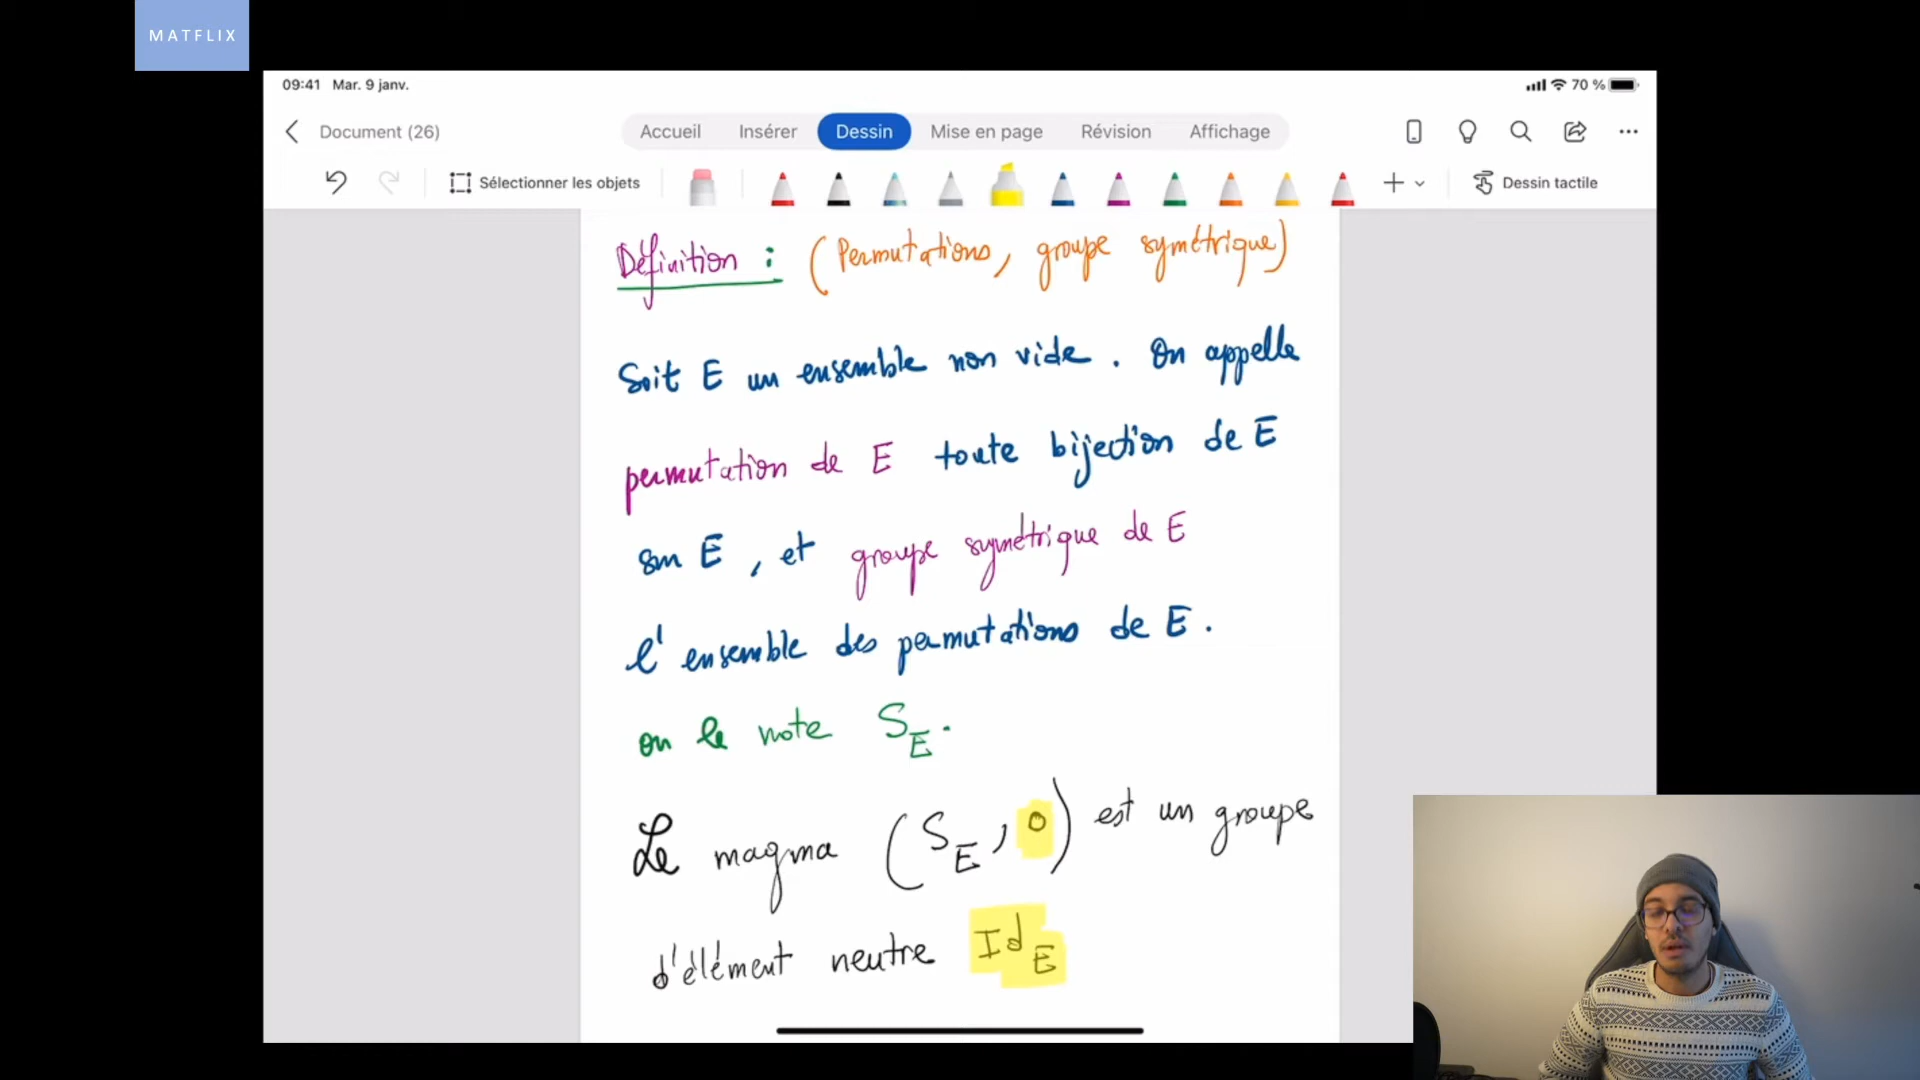 MATFLIX
09:41 Mar. 9 janv.
70 %
Document (26)
Accueil Insérer Dessin Mise en page Révision Affichage
Sélectionner les objets
Dessin tactile
Définition : (Permutations, groupe symétrique)
Soit E un ensemble non vide. On appelle
permutation de E toute bijection de E
sur E, et groupe symétrique de E
l'ensemble des permutations de E.
on le note S_E.
Le magma (S_E, o) est un groupe
d'élément neutre Id_E